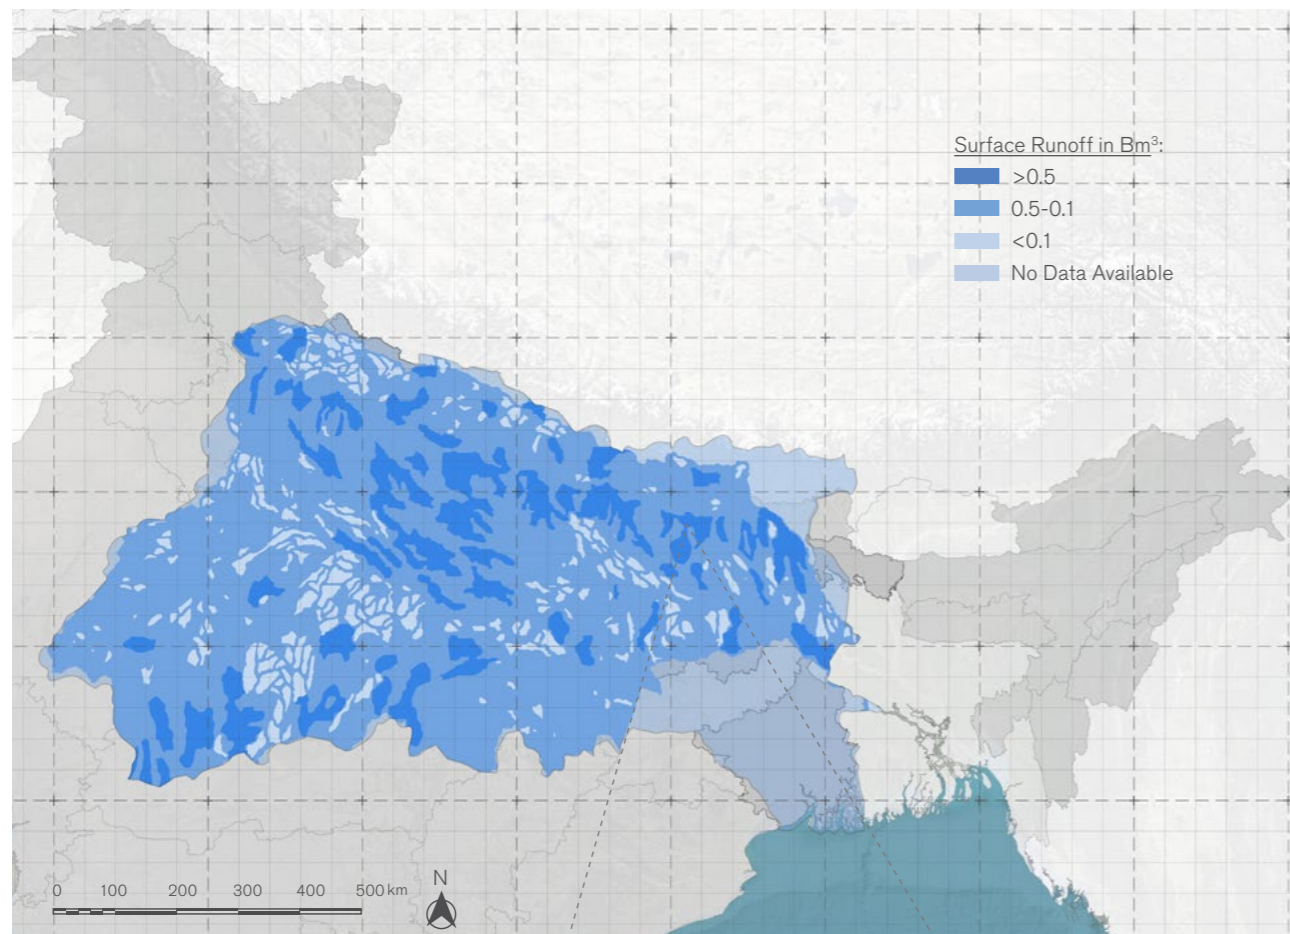 Surface Runoff in Bm³:
>0.5
0.5-0.1
<0.1
No Data Available
0 100 200 300 400 500 km
N